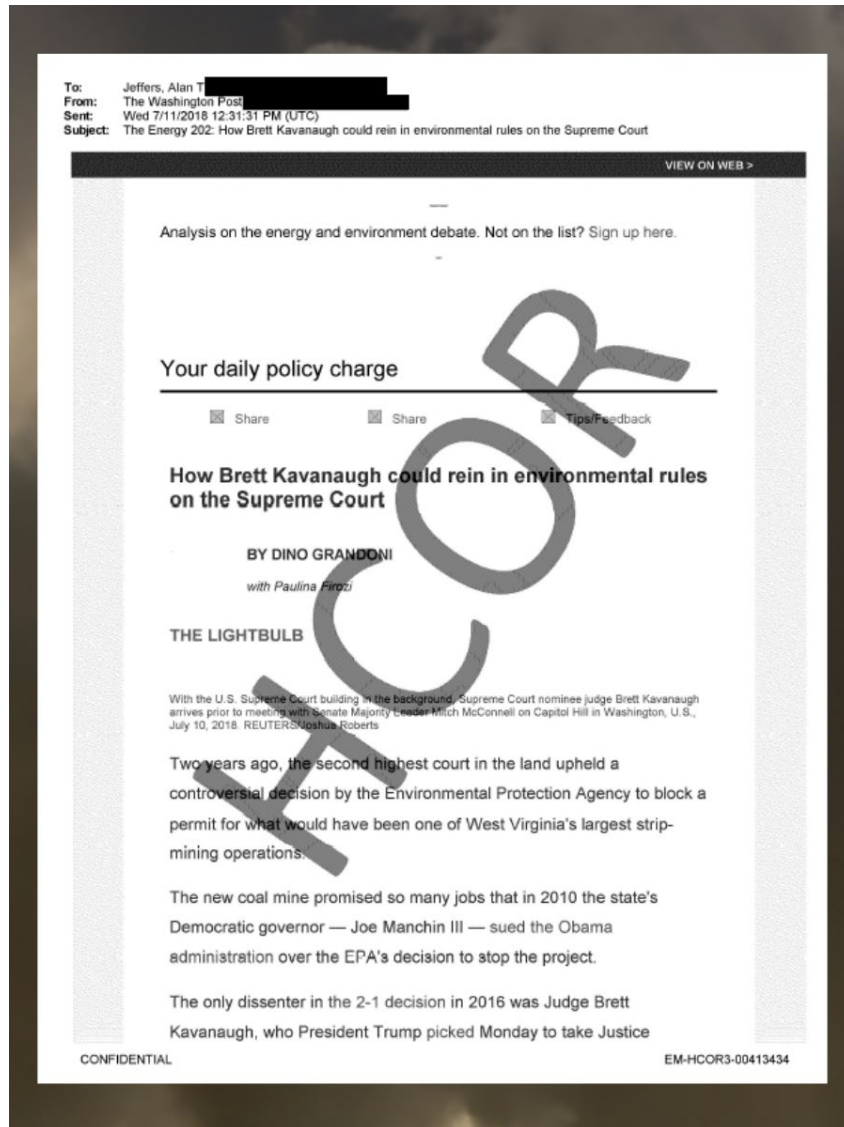 To: Jeffers, Alan T
From: The Washington Post
Sent: Wed 7/11/2018 12:31:31 PM (UTC)
Subject: The Energy 202: How Brett Kavanaugh could rein in environmental rules on the Supreme Court
VIEW ON WEB >
Analysis on the energy and environment debate. Not on the list? Sign up here.
Your daily policy charge
Share Share Tips/Feedback
How Brett Kavanaugh could rein in environmental rules
on the Supreme Court
BY DINO GRANDONI
with Paulina Firozi
THE LIGHTBULB
With the U.S. Supreme Court building in the background, Supreme Court nominee judge Brett Kavanaugh
arrives prior to meeting with Senate Majority Leader Mitch McConnell on Capitol Hill in Washington, U.S.,
July 10, 2018. REUTERS/Joshua Roberts
Two years ago, the second highest court in the land upheld a
controversial decision by the Environmental Protection Agency to block a
permit for what would have been one of West Virginia's largest strip-
mining operations.
The new coal mine promised so many jobs that in 2010 the state's
Democratic governor — Joe Manchin III — sued the Obama
administration over the EPA's decision to stop the project.
The only dissenter in the 2-1 decision in 2016 was Judge Brett
Kavanaugh, who President Trump picked Monday to take Justice
HCOR
CONFIDENTIAL EM-HCOR3-00413434